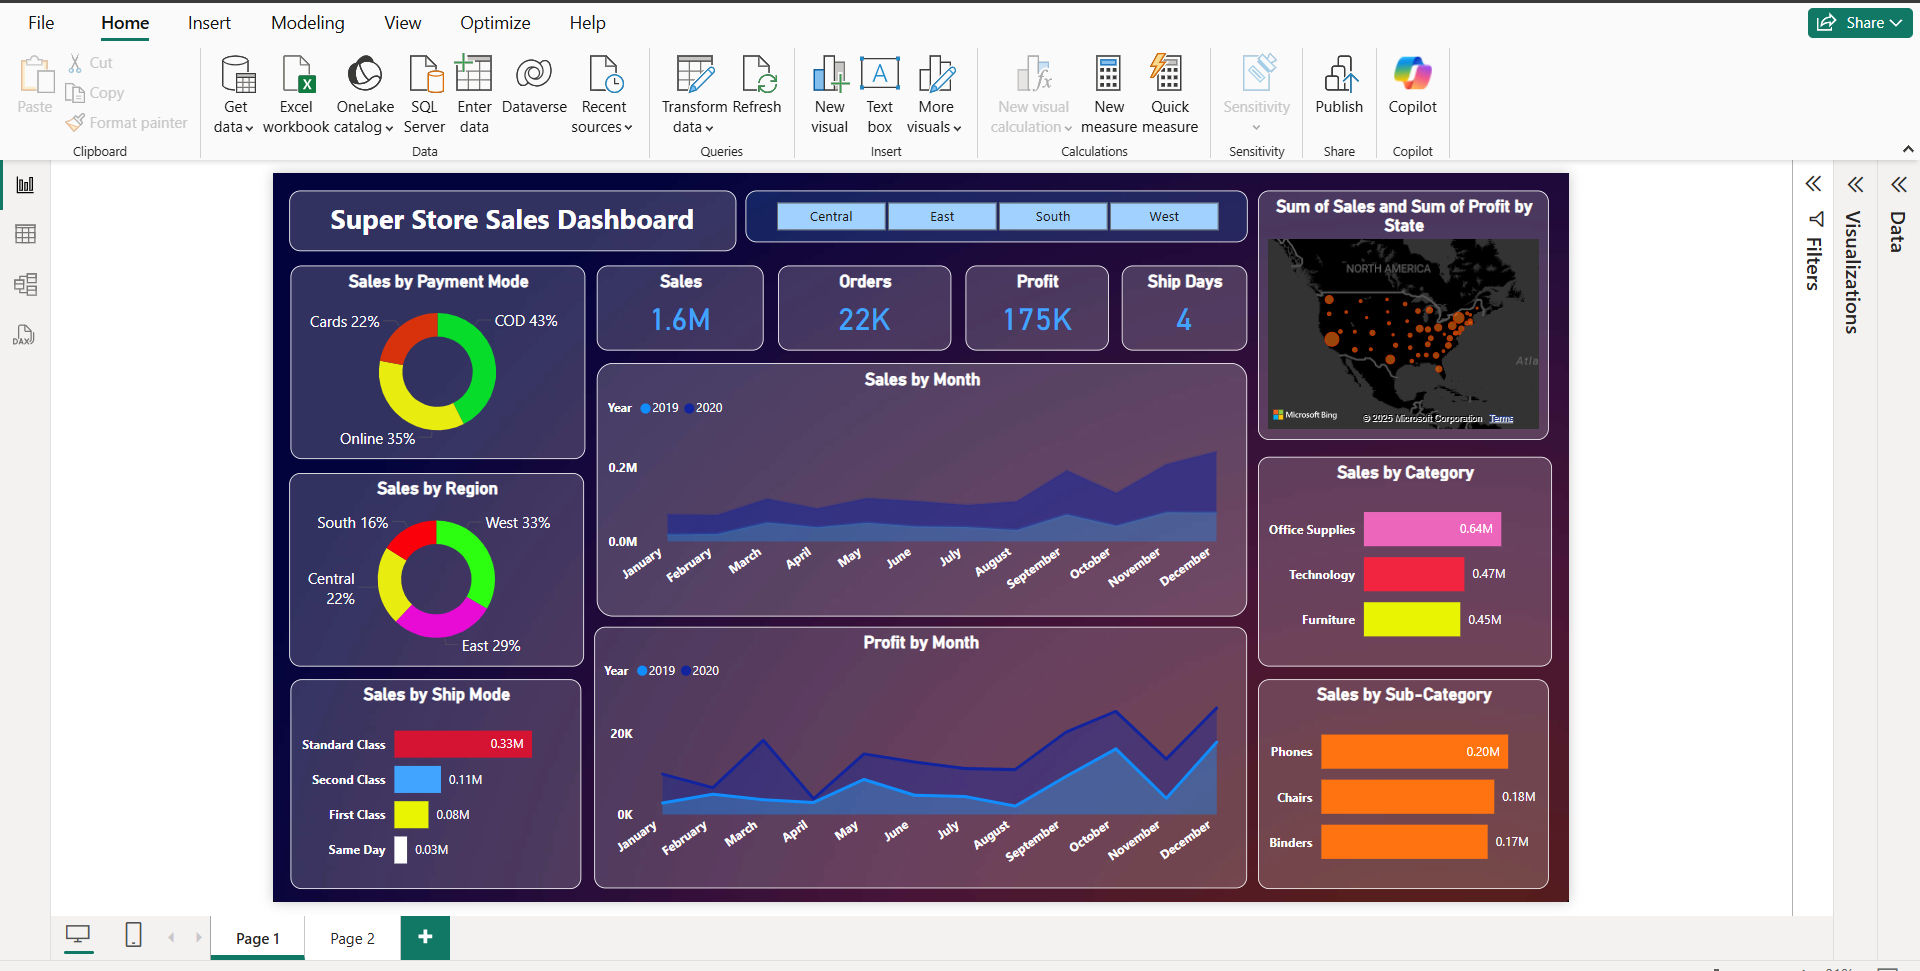 File Home Insert Modeling View Optimize Help
Share
Paste
Cut
Copy
Format painter
Clipboard
Get data
Excel workbook
OneLake catalog
SQL Server
Enter data
Dataverse
Recent sources
Data
Transform data
Refresh
Queries
New visual
Text box
More visuals
Insert
New visual calculation
New measure
Quick measure
Calculations
Sensitivity
Sensitivity
Publish
Share
Copilot
Copilot
DAX
Super Store Sales Dashboard
Central East South West
Sum of Sales and Sum of Profit by
State
NORTH AMERICA
Atla
Microsoft Bing
© 2025 Microsoft Corporation Terms
Sales by Payment Mode
Cards 22%
COD 43%
Online 35%
Sales
1.6M
Orders
22K
Profit
175K
Ship Days
4
Sales by Month
Year 2019 2020
0.2M
0.0M
January February March April May June July August September October November December
Sales by Region
South 16%
West 33%
Central
22%
East 29%
Sales by Category
Office Supplies 0.64M
Technology 0.47M
Furniture 0.45M
Profit by Month
Year 2019 2020
20K
0K
January February March April May June July August September October November December
Sales by Ship Mode
Standard Class 0.33M
Second Class 0.11M
First Class 0.08M
Same Day 0.03M
Sales by Sub-Category
Phones 0.20M
Chairs 0.18M
Binders 0.17M
Filters
Visualizations
Data
Page 1
Page 2